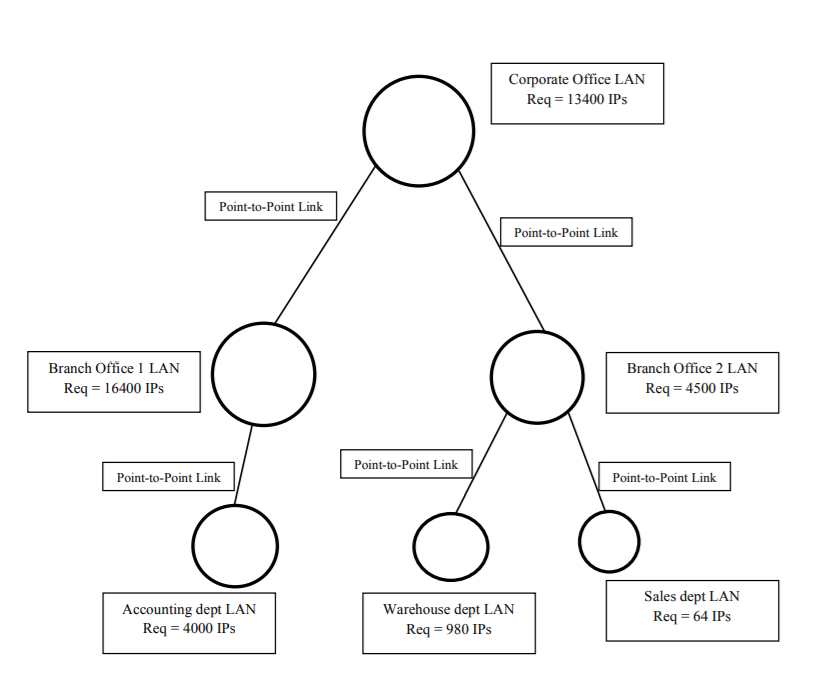 Corporate Office LAN
Req = 13400 IPs
Point-to-Point Link
Point-to-Point Link
Branch Office 1 LAN
Req = 16400 IPs
Branch Office 2 LAN
Req = 4500 IPs
Point-to-Point Link
Point-to-Point Link
Point-to-Point Link
Accounting dept LAN
Req = 4000 IPs
Warehouse dept LAN
Req = 980 IPs
Sales dept LAN
Req = 64 IPs